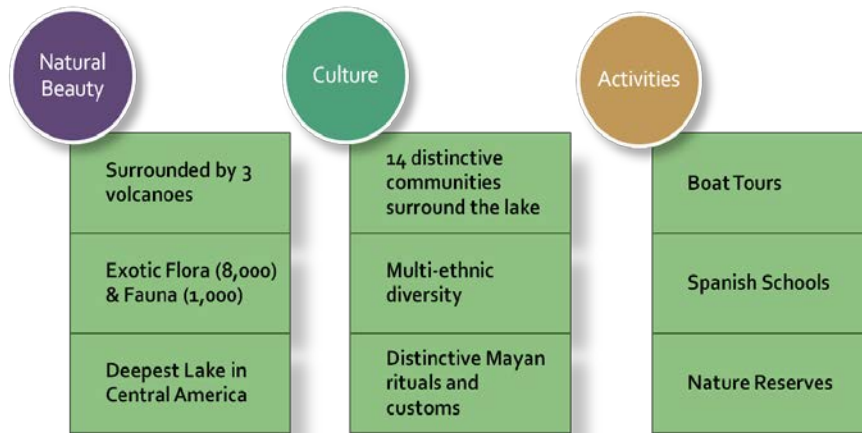 Natural
Beauty
Surrounded by 3
volcanoes
Exotic Flora (8,000)
& Fauna (1,000)
Deepest Lake in
Central America
Culture
14 distinctive
communities
surround the lake
Multi-ethnic
diversity
Distinctive Mayan
rituals and
customs
Activities
Boat Tours
Spanish Schools
Nature Reserves